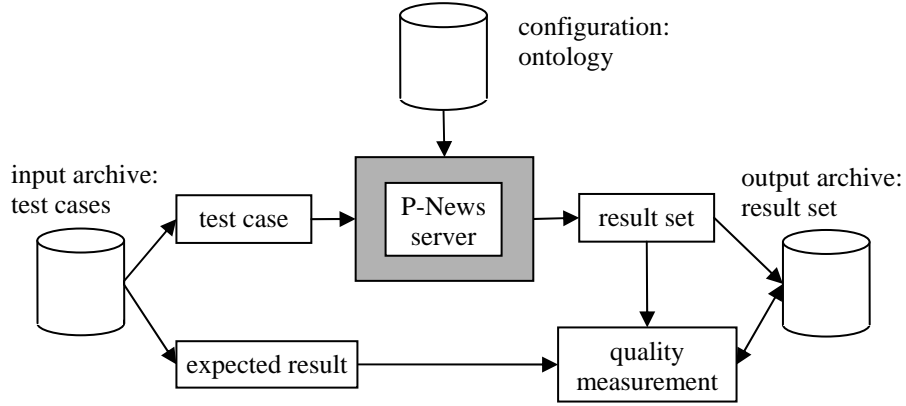 configuration:
ontology
input archive:
test cases
test case
P-News
server
result set
output archive:
result set
expected result
quality
measurement